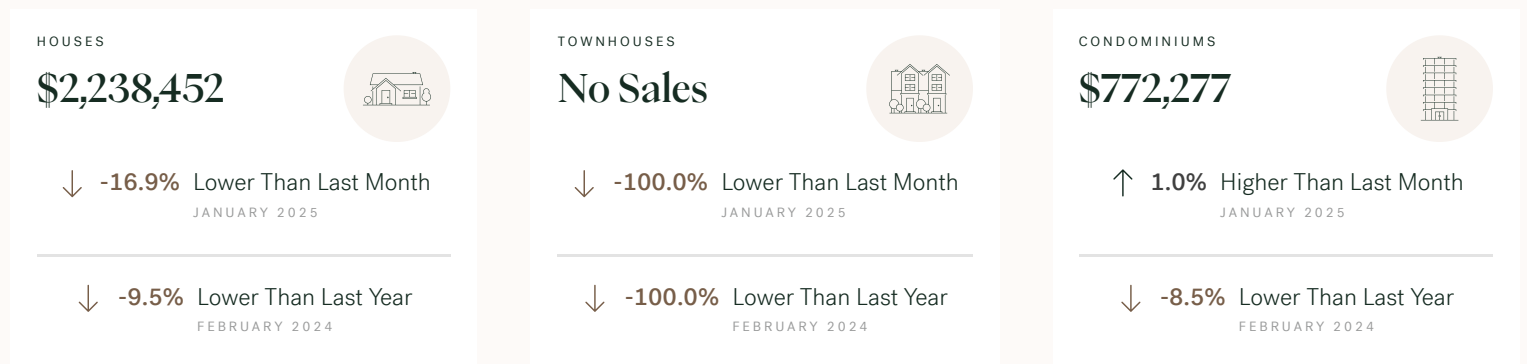 HOUSES
$2,238,452
-16.9% Lower Than Last Month
JANUARY 2025
-9.5% Lower Than Last Year
FEBRUARY 2024
TOWNHOUSES
No Sales
-100.0% Lower Than Last Month
JANUARY 2025
-100.0% Lower Than Last Year
FEBRUARY 2024
CONDOMINIUMS
$772,277
1.0% Higher Than Last Month
JANUARY 2025
-8.5% Lower Than Last Year
FEBRUARY 2024